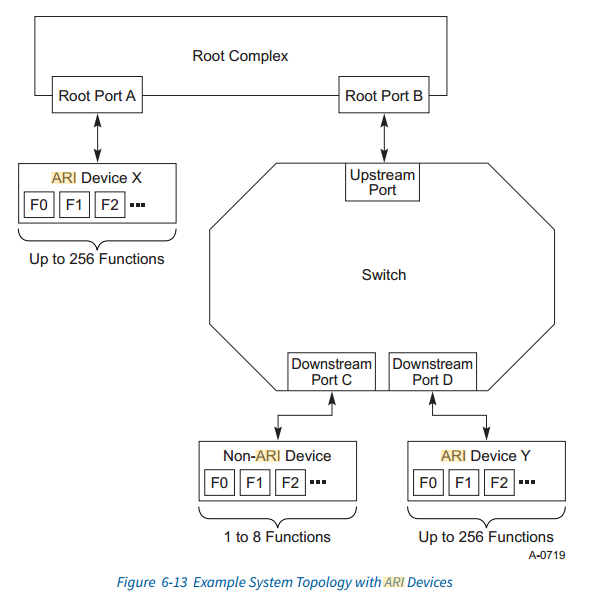 Root Complex
Root Port A
Root Port B
ARI Device X
F0 F1 F2
Up to 256 Functions
Upstream
Port
Switch
Downstream
Port C
Downstream
Port D
Non-ARI Device
F0 F1 F2
1 to 8 Functions
ARI Device Y
F0 F1 F2
Up to 256 Functions
A-0719
Figure 6-13 Example System Topology with ARI Devices